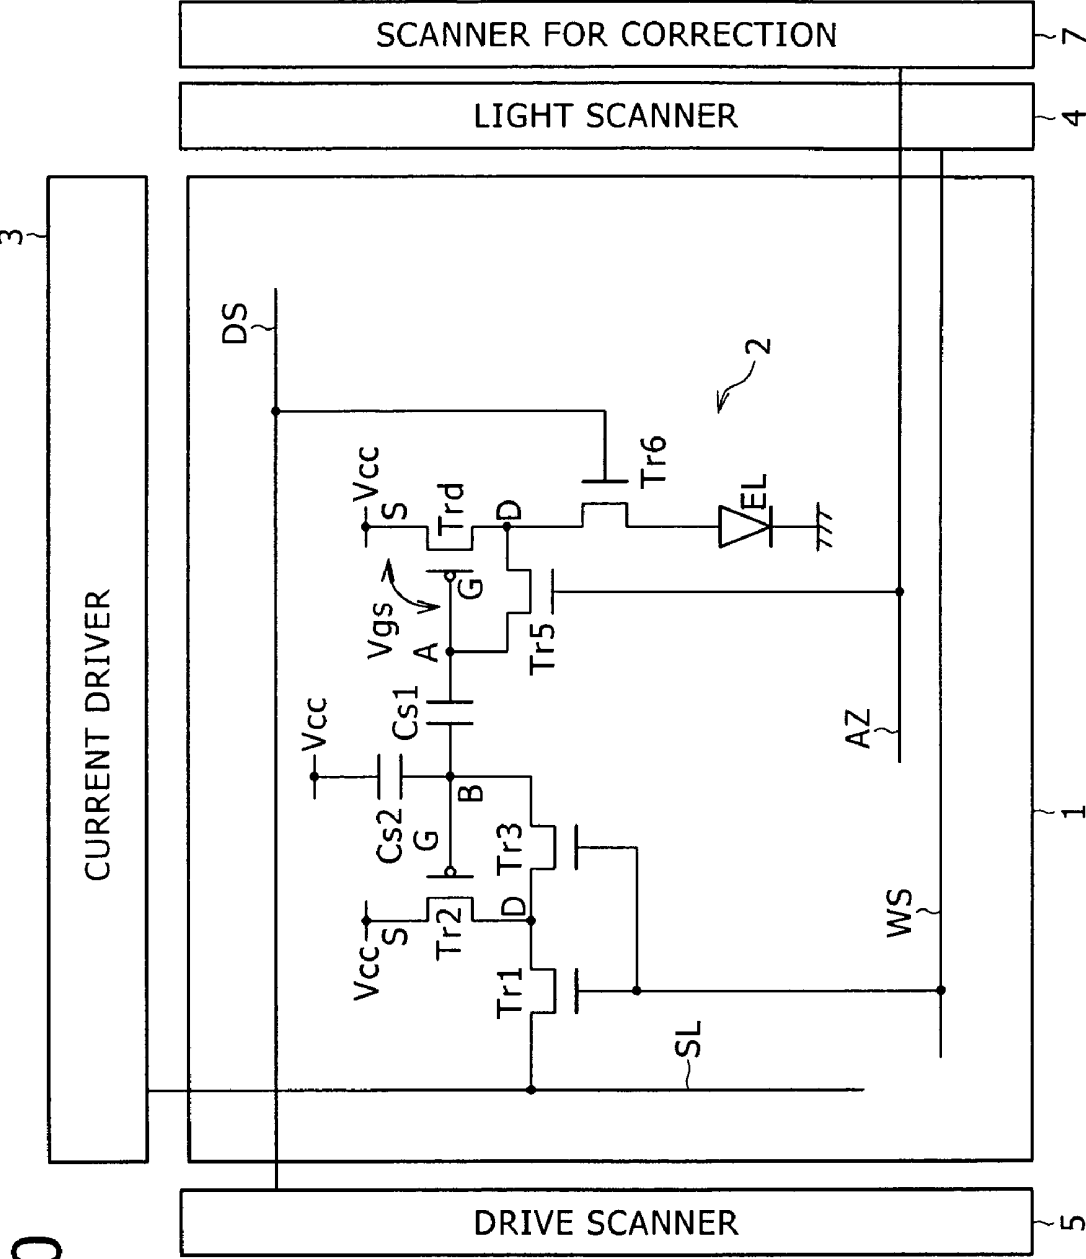 SCANNER FOR CORRECTION
7
LIGHT SCANNER
4
3
CURRENT DRIVER
DS
2
Vcc
S
Trd
D
Tr6
EL
G
Vgs
A
Tr5
Cs1
Vcc
AZ
Cs2
B
G
Tr3
1
Vcc
S
Tr2
D
WS
Tr1
SL
DRIVE SCANNER
5